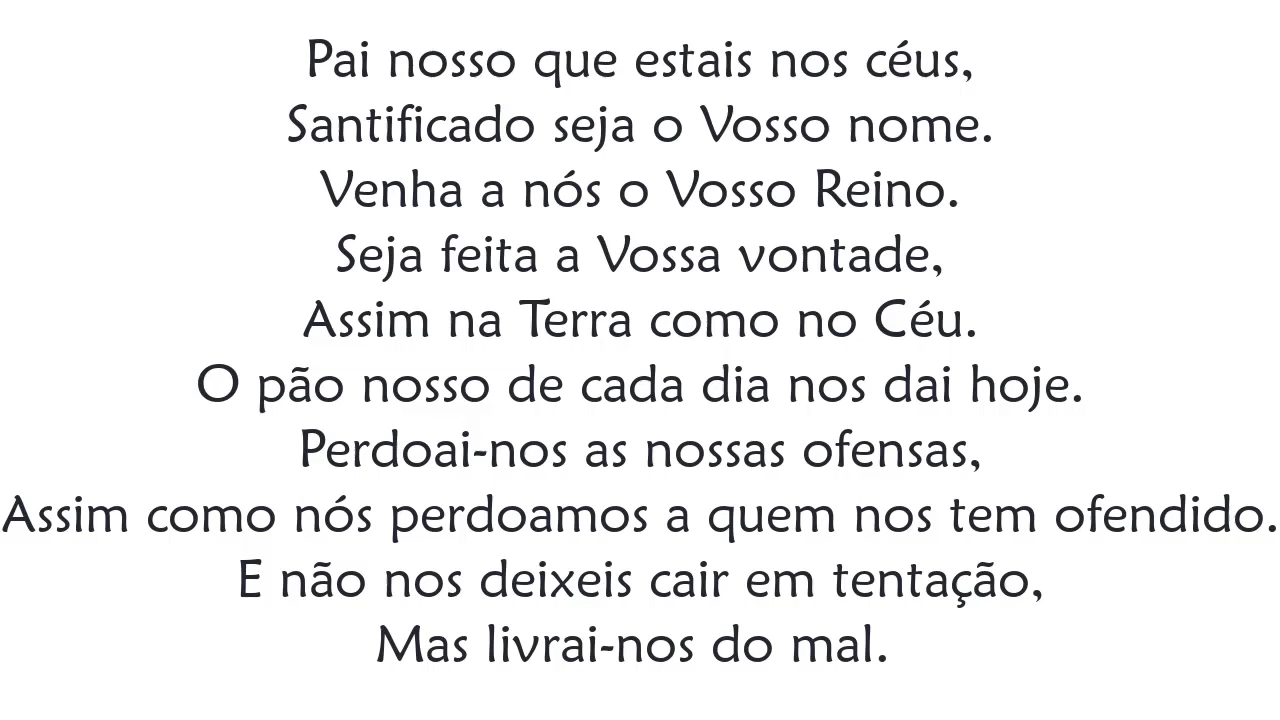 Pai nosso que estais nos céus,
Santificado seja o Vosso nome.
Venha a nós o Vosso Reino.
Seja feita a Vossa vontade,
Assim na Terra como no Céu.
O pão nosso de cada dia nos dai hoje.
Perdoai-nos as nossas ofensas,
Assim como nós perdoamos a quem nos tem ofendido.
E não nos deixeis cair em tentação,
Mas livrai-nos do mal.